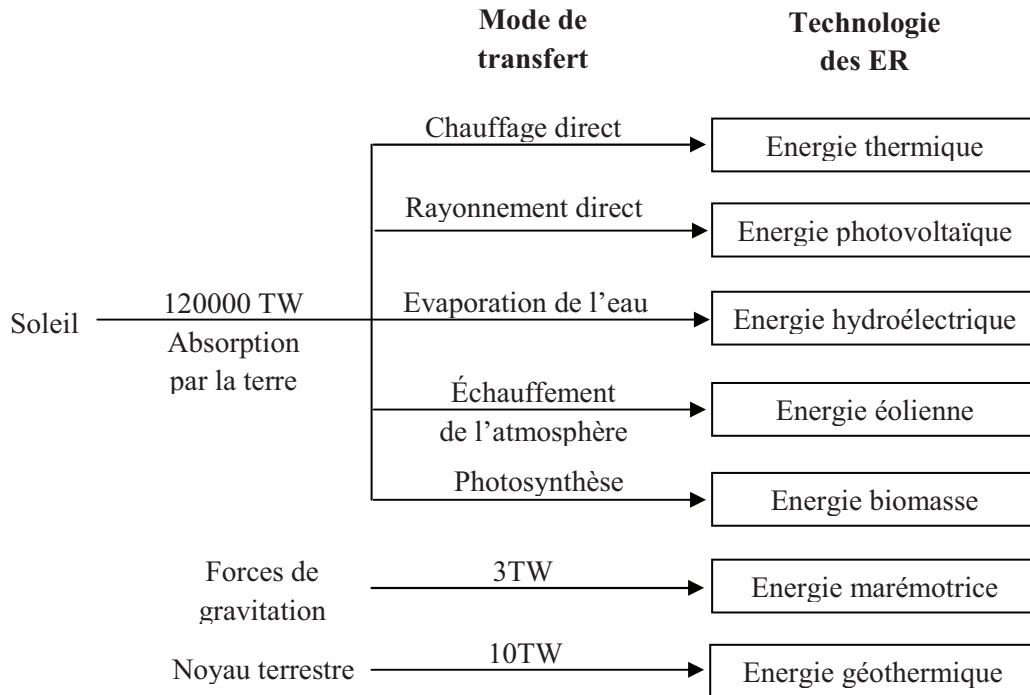 Mode de
transfert
Technologie
des ER
Chauffage direct
Energie thermique
Rayonnement direct
Energie photovoltaïque
Soleil
120000 TW
Absorption
par la terre
Evaporation de l’eau
Energie hydroélectrique
Échauffement
de l’atmosphère
Energie éolienne
Photosynthèse
Energie biomasse
Forces de
gravitation
3TW
Energie marémotrice
Noyau terrestre
10TW
Energie géothermique